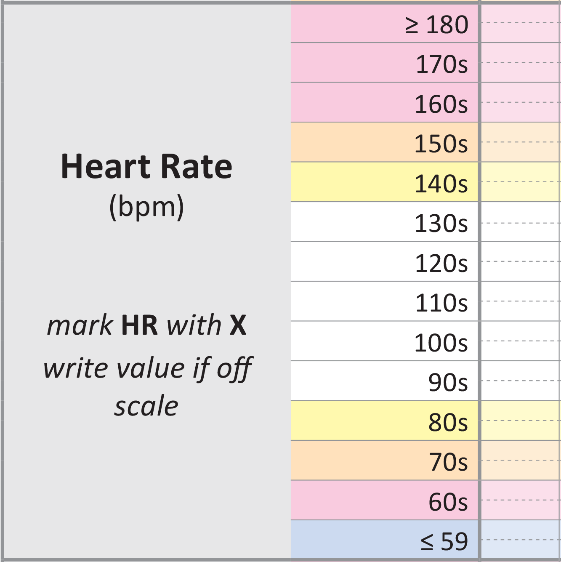 Heart Rate
(bpm)
mark HR with X
write value if off
scale
≥ 180
170s
160s
150s
140s
130s
120s
110s
100s
90s
80s
70s
60s
≤ 59